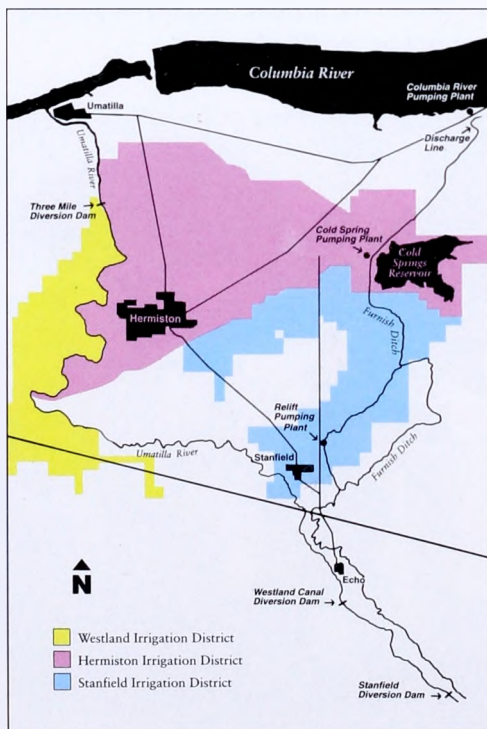 Columbia River
Columbia River
Pumping Plant
Umatilla
Discharge
Line
Umatilla River
Three Mile
Diversion Dam
Cold Spring
Pumping Plant
Cold
Springs
Reservoir
Hermiston
Furnish Ditch
Relift
Pumping
Plant
Umatilla River
Stanfield
Furnish Ditch
Echo
N
Westland Canal
Diversion Dam
Westland Irrigation District
Hermiston Irrigation District
Stanfield Irrigation District
Stanfield
Diversion Dam